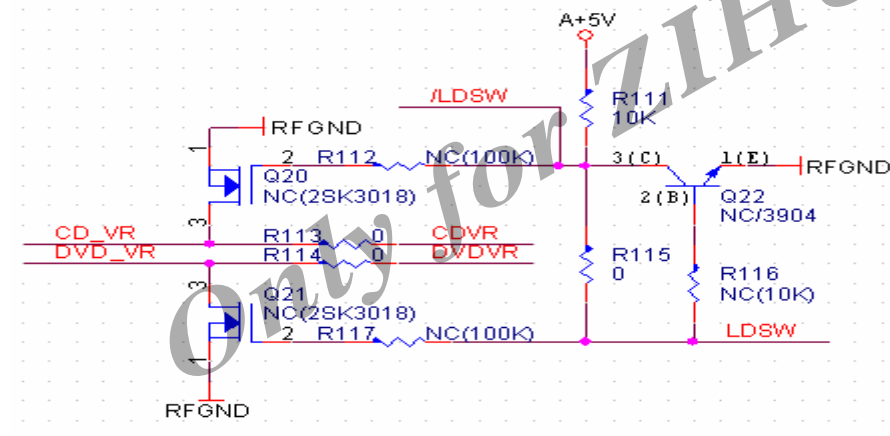 A+5V
/LDSW
R111
10K
RFGND
1
2 R112 NC(100K)
3(C) 1(E)
RFGND
Q20
NC(2SK3018)
2(B) Q22
NC/3904
3
CD_VR R113 0 CDVR
DVD_VR R114 0 DVDVR
R115
0
R116
NC(10K)
3
Q21
NC(2SK3018)
2 R117 NC(100K)
LDSW
1
RFGND
Only for ZIH